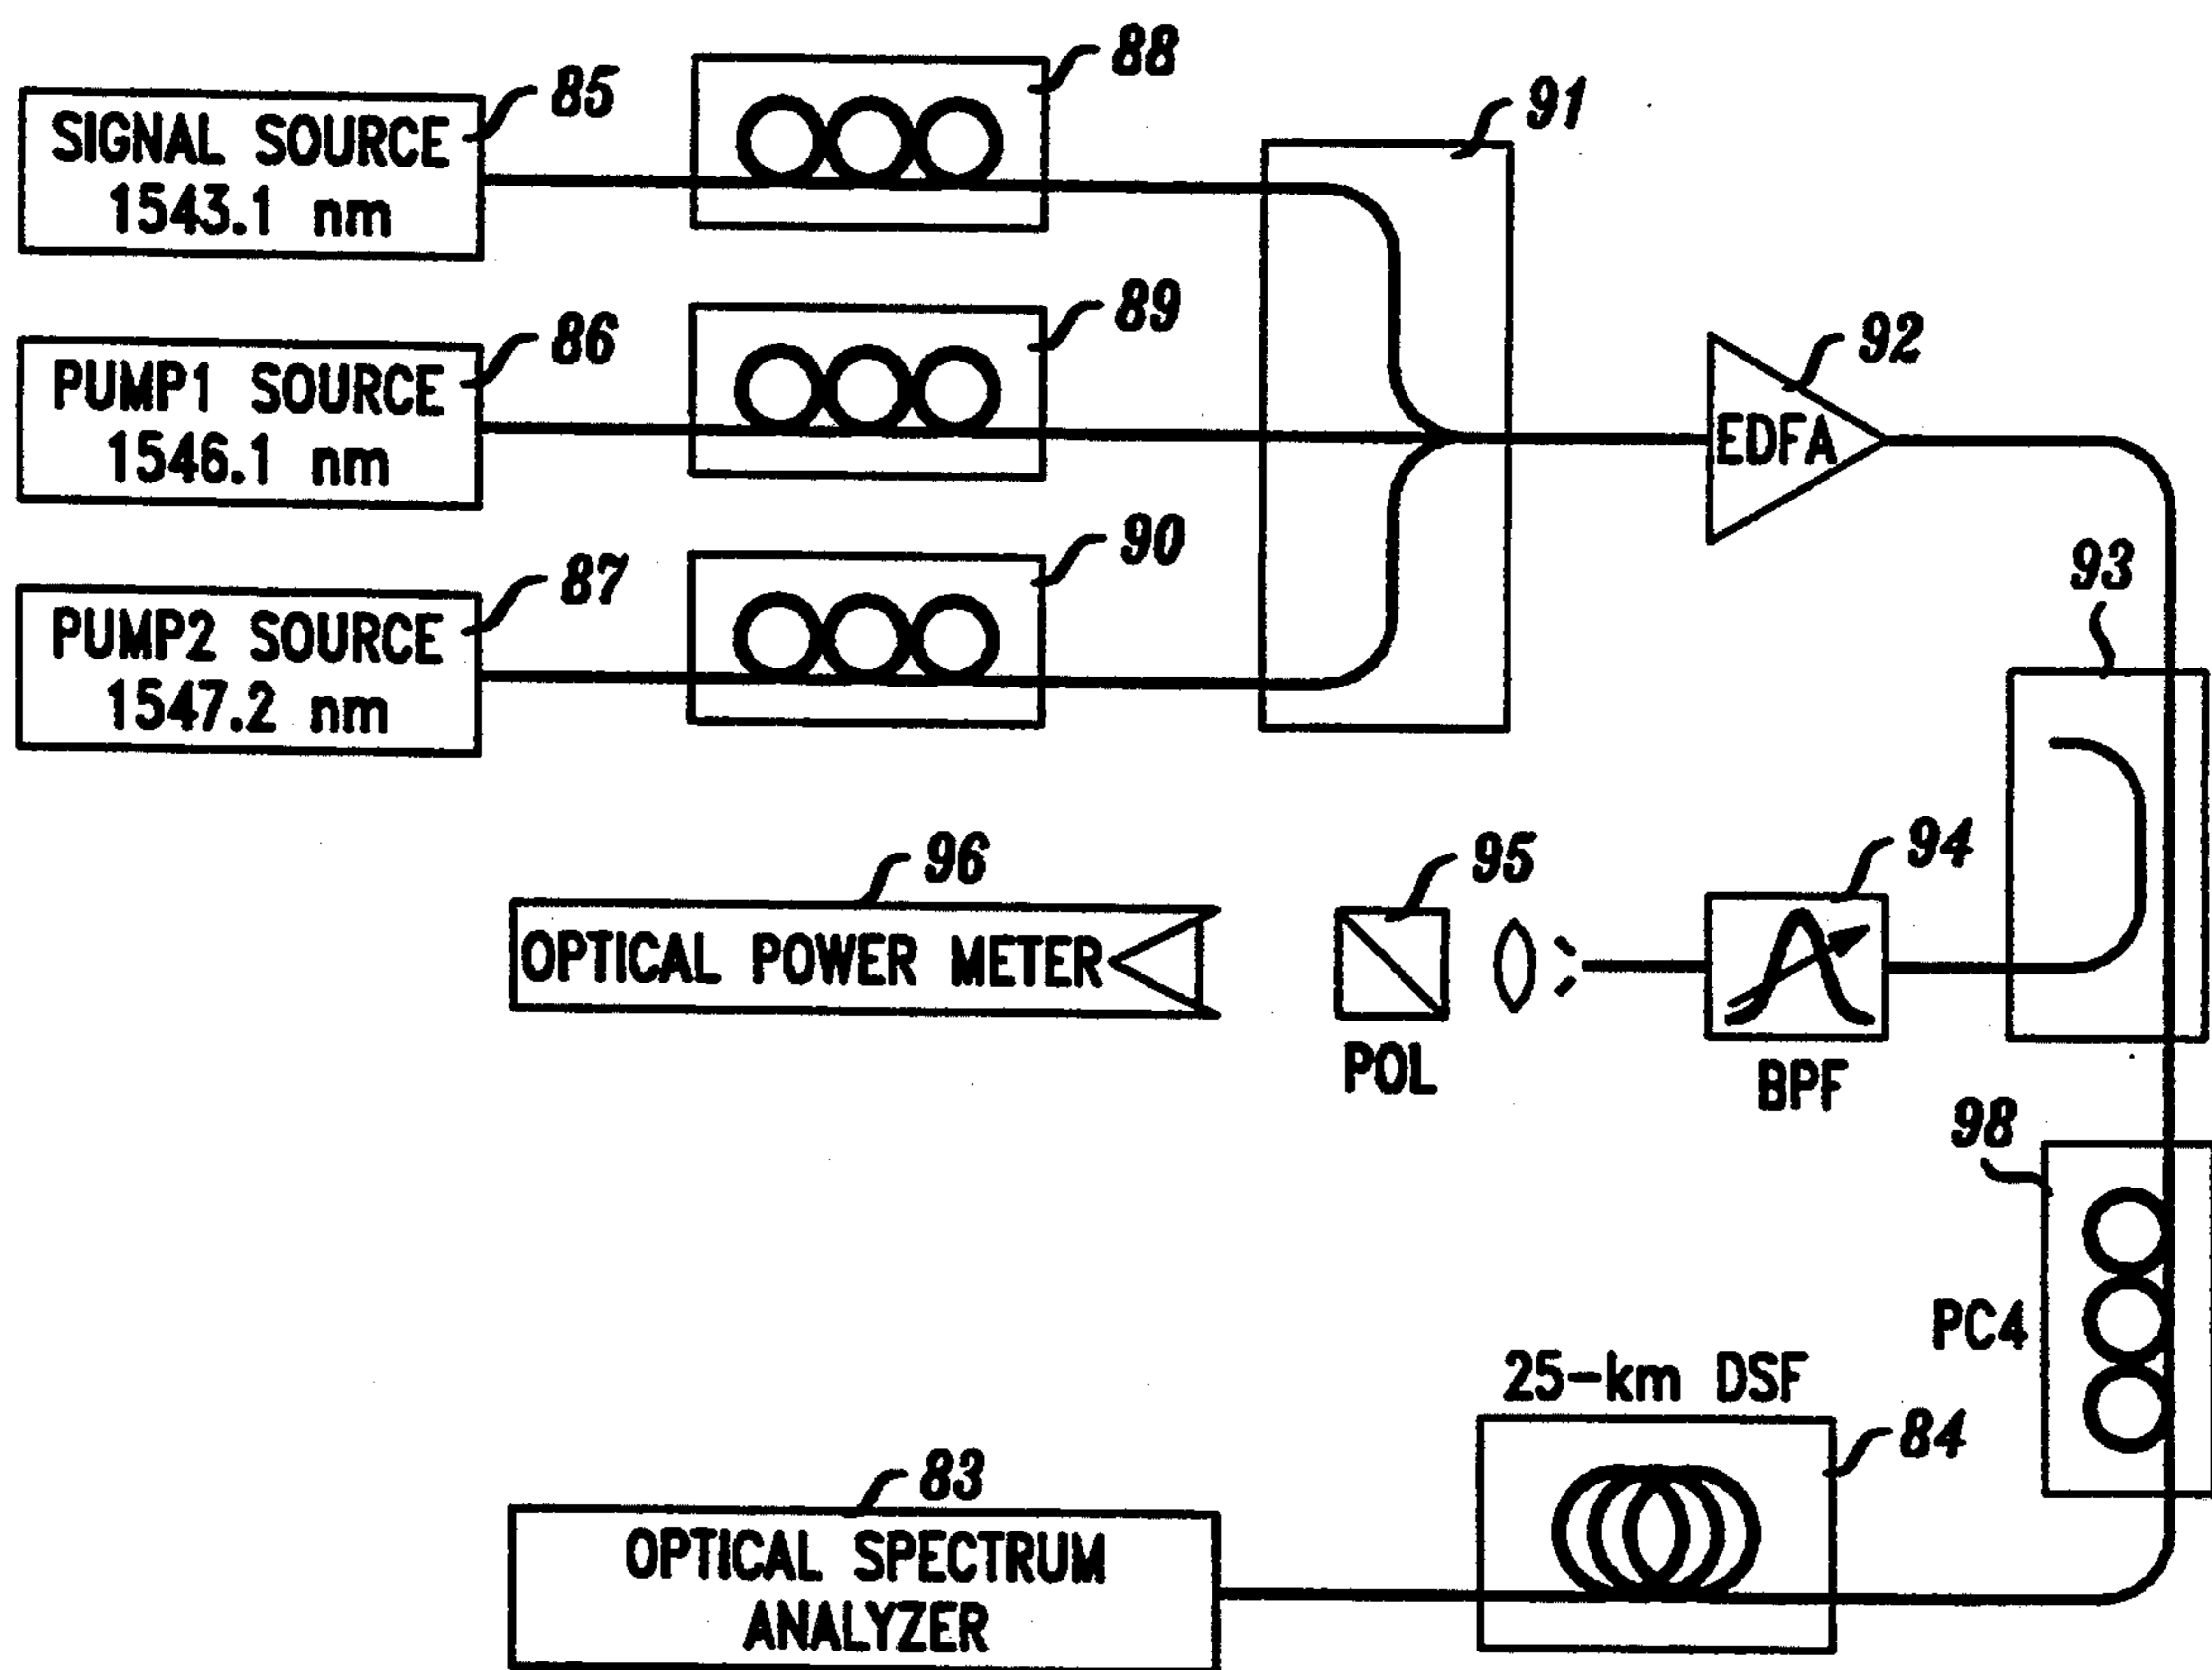 88
85
SIGNAL SOURCE
1543.1 nm
91
89
86
PUMP1 SOURCE
1546.1 nm
92
EDFA
90
87
PUMP2 SOURCE
1547.2 nm
93
96
95
94
OPTICAL POWER METER
POL
BPF
98
PC4
25-km DSF
84
83
OPTICAL SPECTRUM
ANALYZER